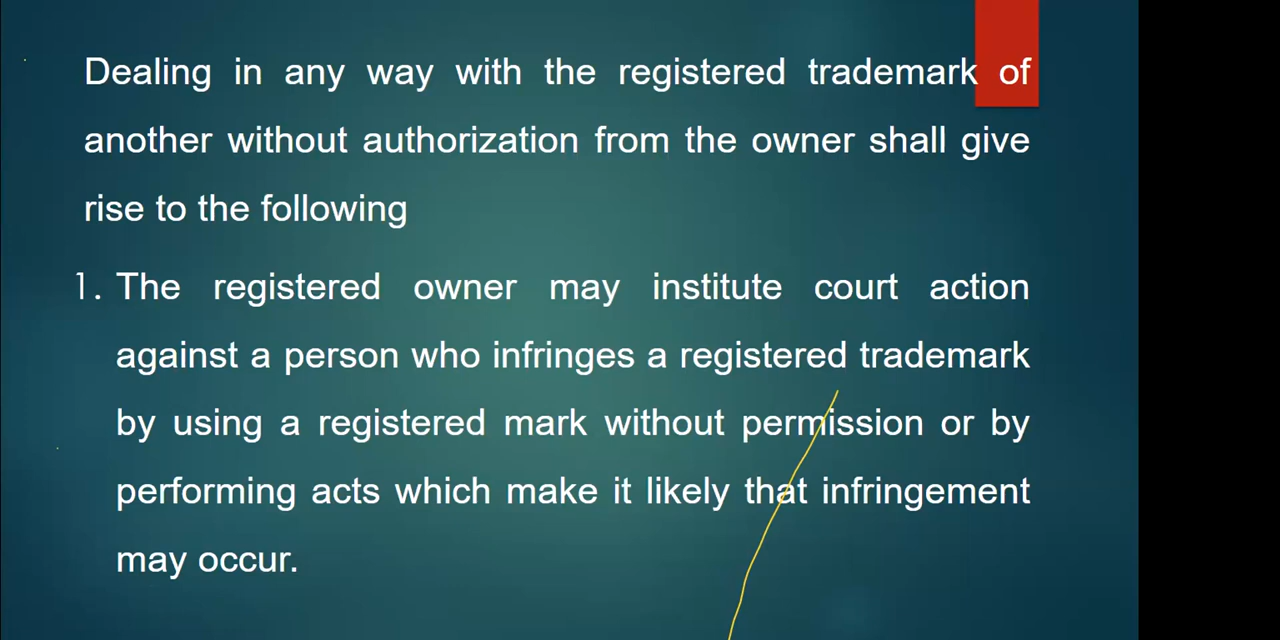 Dealing in any way with the registered trademark of
another without authorization from the owner shall give
rise to the following
1. The registered owner may institute court action
against a person who infringes a registered trademark
by using a registered mark without permission or by
performing acts which make it likely that infringement
may occur.